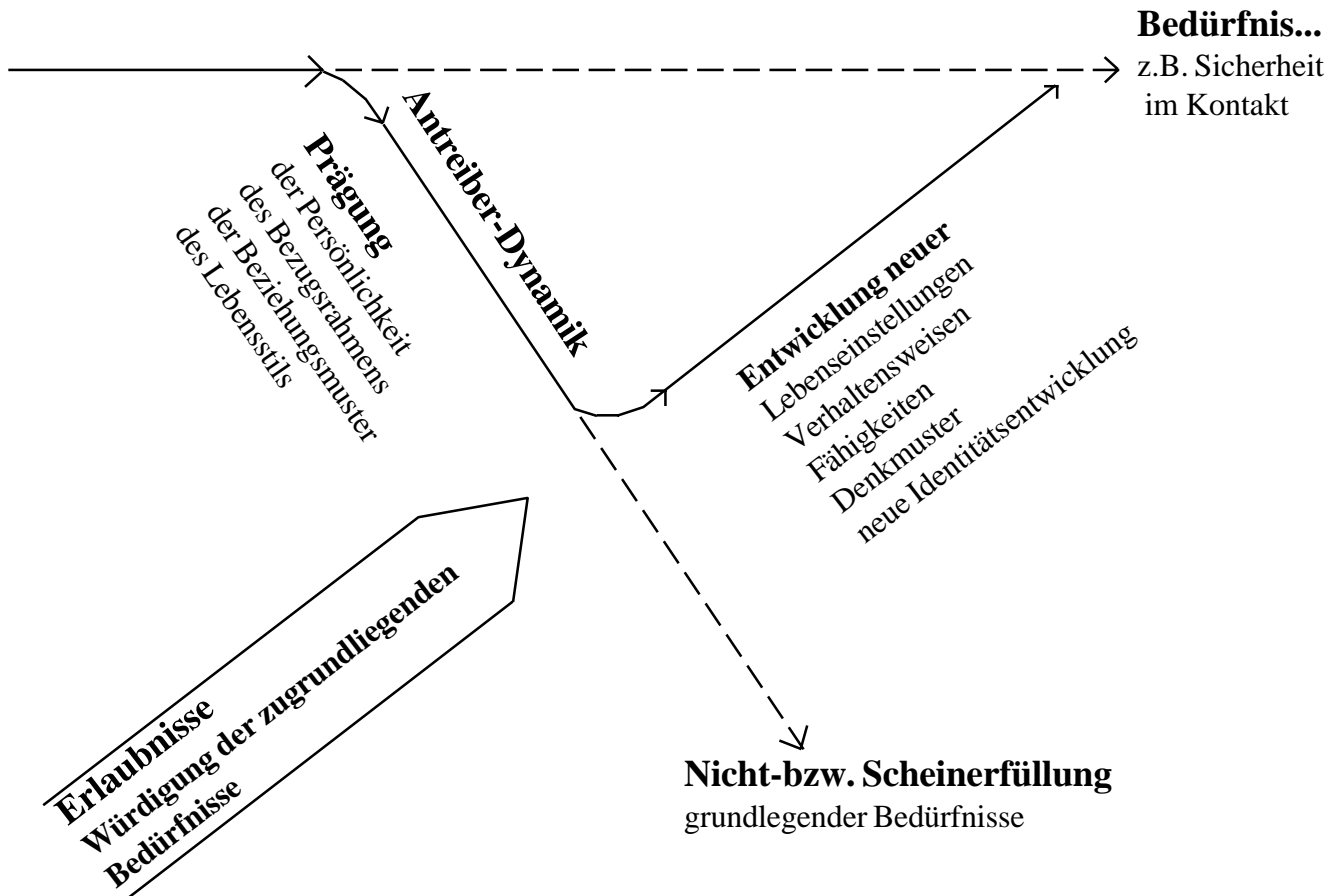 Bedürfnis...
z.B. Sicherheit
im Kontakt
Antreiber-Dynamik
Prägung
der Persönlichkeit
des Bezugsrahmens
der Beziehungsmuster
des Lebensstils
Entwicklung neuer
Lebenseinstellungen
Verhaltensweisen
Fähigkeiten
Denkmuster
neue Identitätsentwicklung
Erlaubnisse
Würdigung der zugrundliegenden
Bedürfnisse
Nicht-bzw. Scheinerfüllung
grundlegender Bedürfnisse